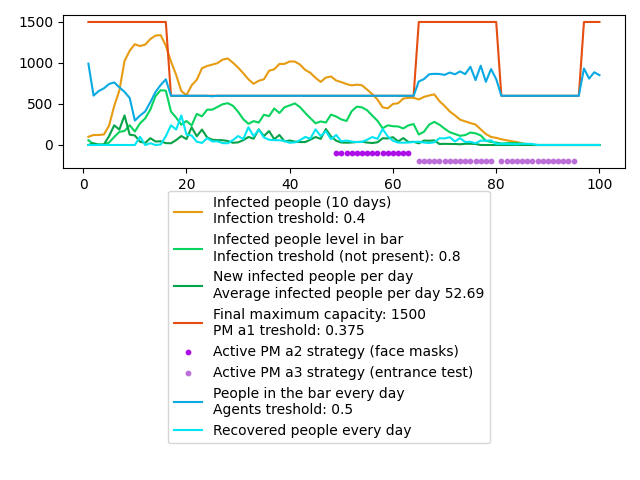 1500
1000
500
0
0
20
40
60
80
100
Infected people (10 days)
Infection treshold: 0.4
Infected people level in bar
Infection treshold (not present): 0.8
New infected people per day
Average infected people per day 52.69
Final maximum capacity: 1500
PM a1 treshold: 0.375
Active PM a2 strategy (face masks)
Active PM a3 strategy (entrance test)
People in the bar every day
Agents treshold: 0.5
Recovered people every day